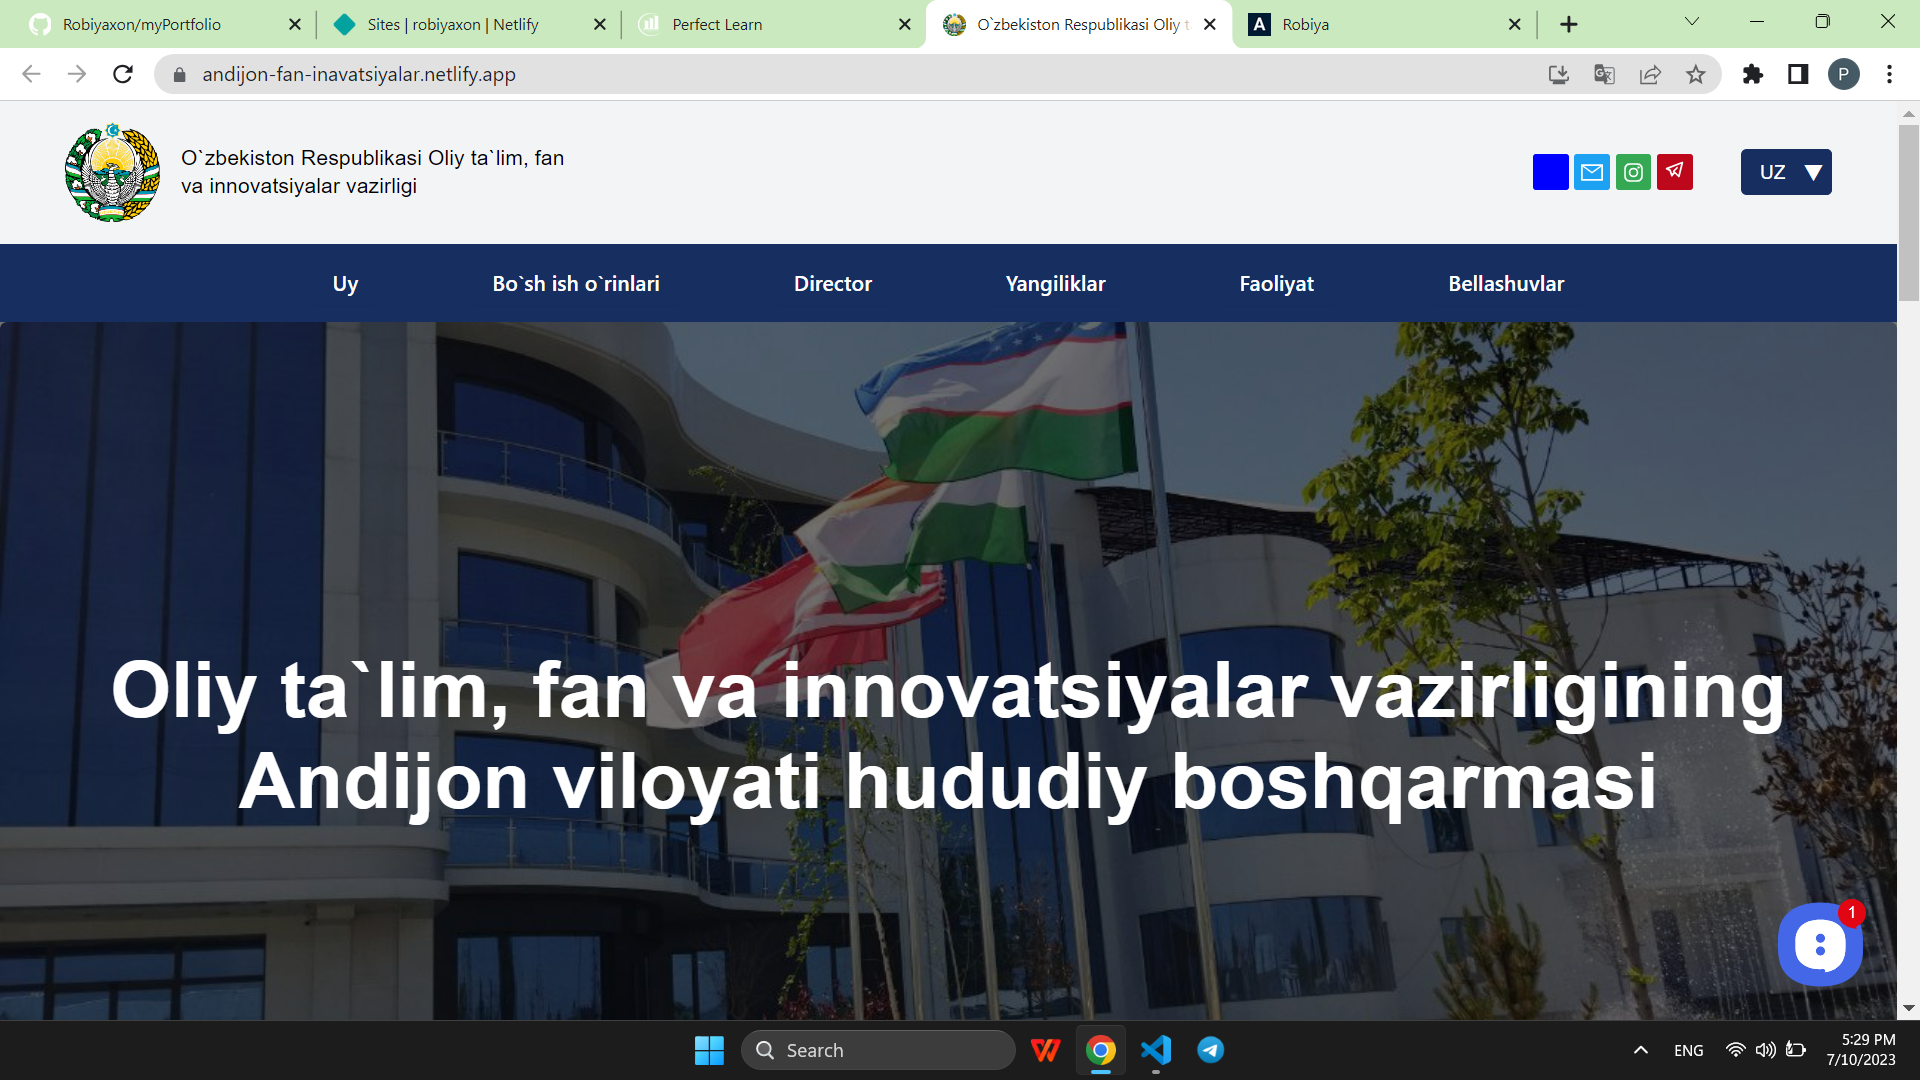 Robiyaxon/myPortfolio
Sites | robiyaxon | Netlify
Perfect Learn
O`zbekiston Respublikasi Oliy t
A
Robiya
andijon-fan-inavatsiyalar.netlify.app
P
O`zbekiston Respublikasi Oliy ta`lim, fan
va innovatsiyalar vazirligi
UZ
Uy
Bo`sh ish o`rinlari
Director
Yangiliklar
Faoliyat
Bellashuvlar
Oliy ta`lim, fan va innovatsiyalar vazirligining
Andijon viloyati hududiy boshqarmasi
1
Search
ENG
5:29 PM
7/10/2023